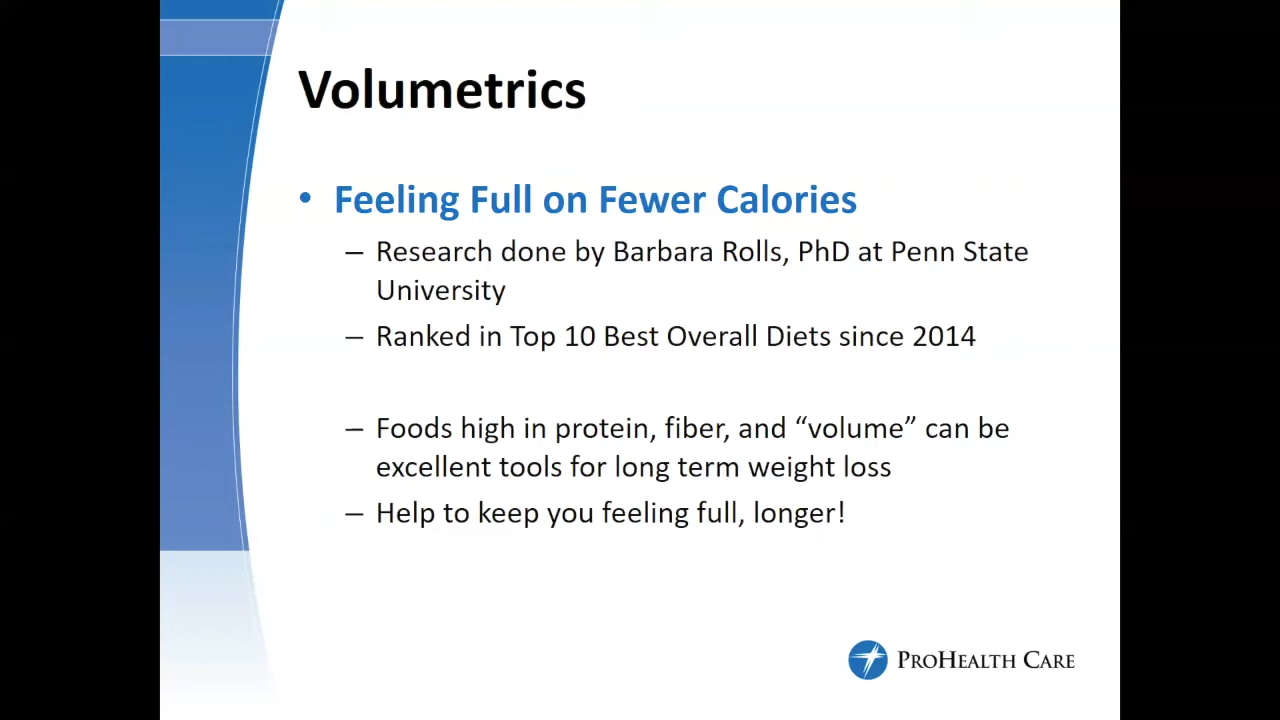 Volumetrics
• Feeling Full on Fewer Calories
– Research done by Barbara Rolls, PhD at Penn State
University
– Ranked in Top 10 Best Overall Diets since 2014
– Foods high in protein, fiber, and “volume” can be
excellent tools for long term weight loss
– Help to keep you feeling full, longer!
PROHEALTH CARE